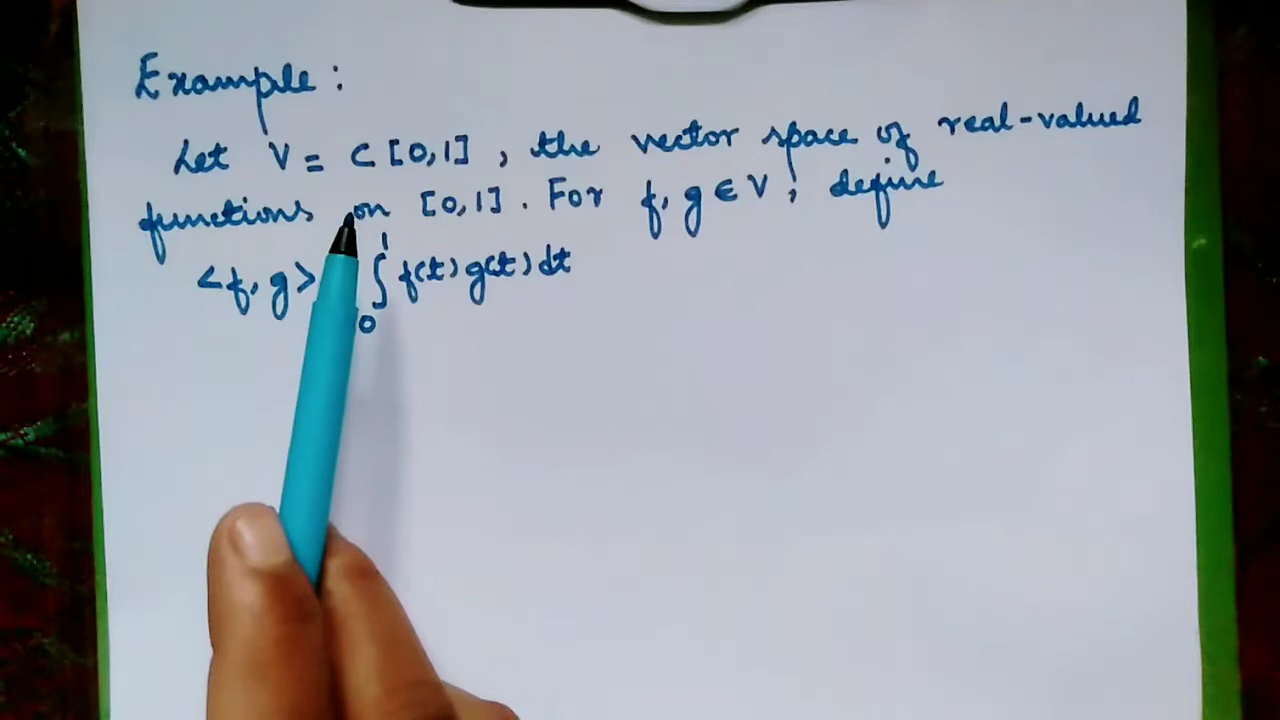 Example :
Let V = C [0,1] , the vector space of real-valued
functions on [0,1] . For f, g ∈ V ; define
<f, g> ∫₀¹ f(t) g(t) dt